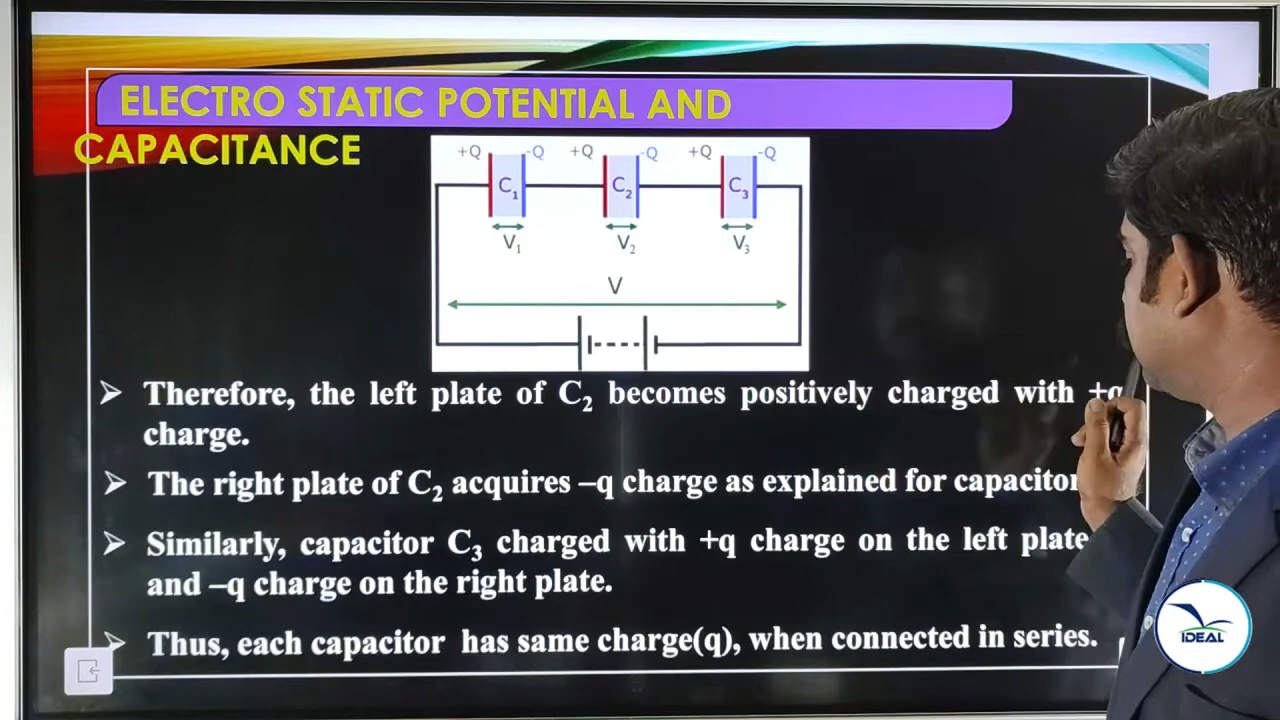 ELECTRO STATIC POTENTIAL AND
CAPACITANCE
+Q -Q +Q -Q +Q -Q
C1 C2 C3
V1 V2 V3
V
➢ Therefore, the left plate of C2 becomes positively charged with +q
charge.
➢ The right plate of C2 acquires –q charge as explained for
➢ Similarly, capacitor C3 charged with +q charge on the left plate
and –q charge on the right plate.
➢ Thus, each capacitor has same charge(q), when connected in series.
IDEAL